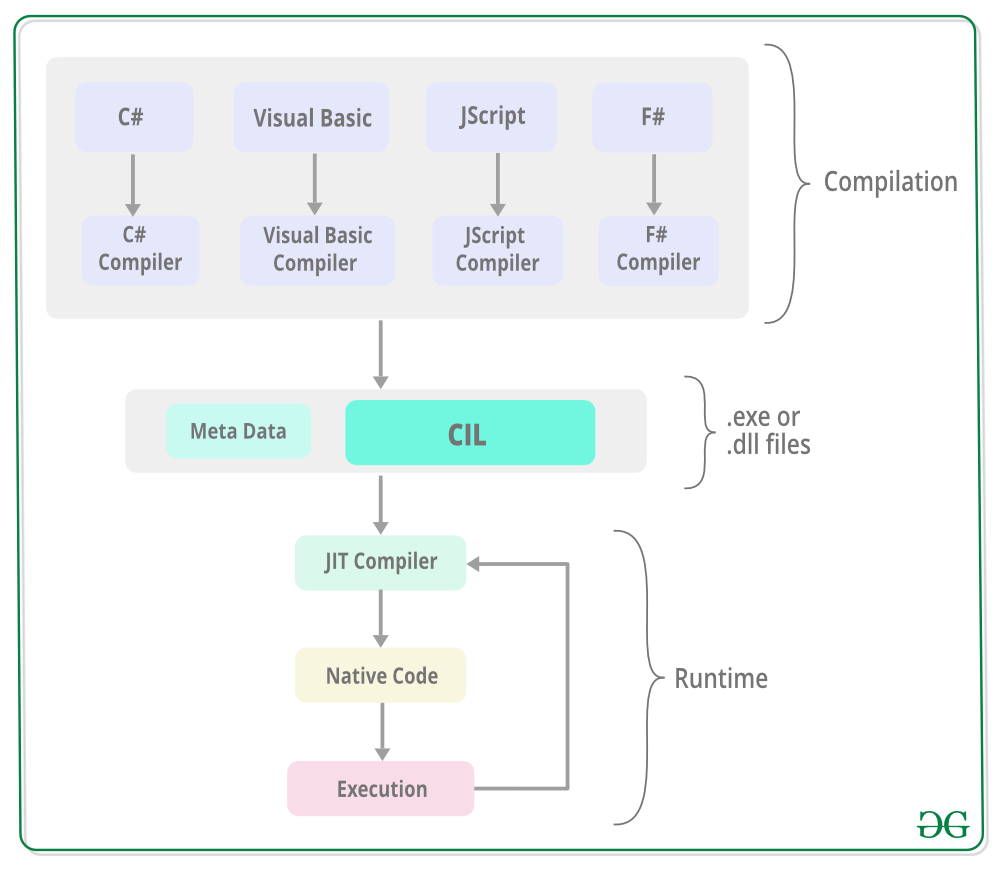 C#
Visual Basic
JScript
F#
C#
Compiler
Visual Basic
Compiler
JScript
Compiler
F#
Compiler
Compilation
Meta Data
CIL
.exe or
.dll files
JIT Compiler
Native Code
Execution
Runtime